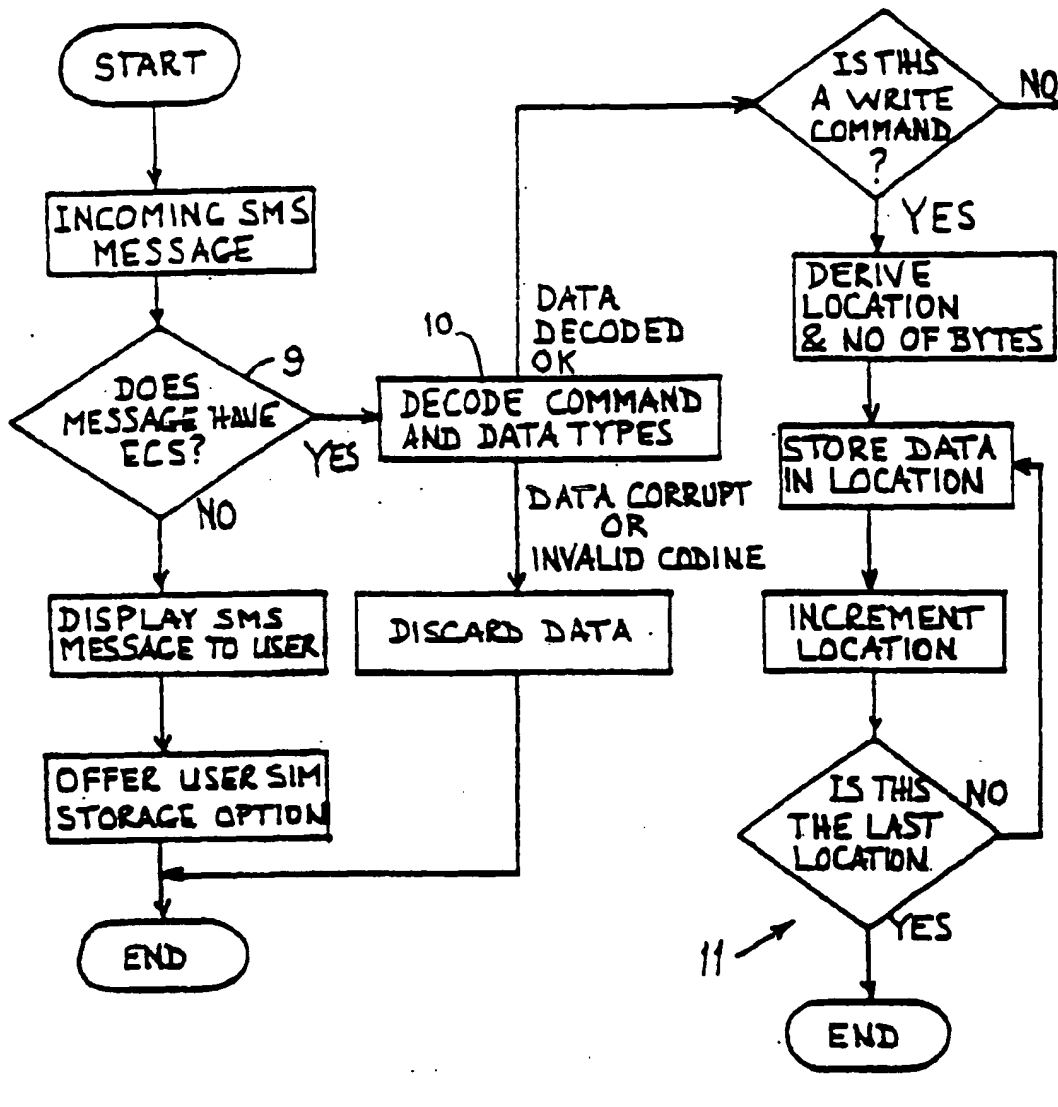 START
INCOMING SMS
MESSAGE
9
DOES
MESSAGE HAVE
ECS?
YES
NO
DISPLAY SMS
MESSAGE TO USER
OFFER USER SIM
STORAGE OPTION
END
10
DATA
DECODED
OK
DECODE COMMAND
AND DATA TYPES
DATA CORRUPT
OR
INVALID CODINE
DISCARD DATA
IS THIS
A WRITE
COMMAND
?
NO
YES
DERIVE
LOCATION
& NO OF BYTES
STORE DATA
IN LOCATION
INCREMENT
LOCATION
IS THIS
THE LAST
LOCATION
NO
YES
11
END